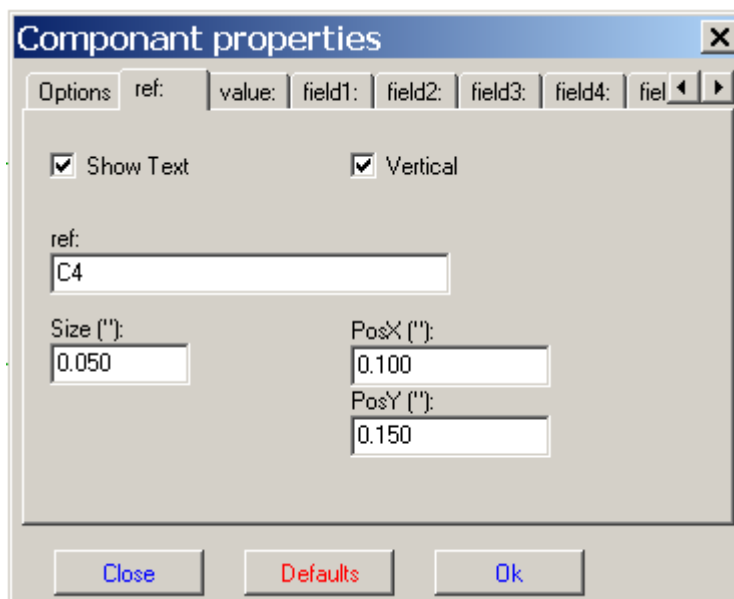 Componant properties
Options ref: value: field1: field2: field3: field4: fiel
Show Text Vertical
ref:
C4
Size ("): PosX ("):
0.050 0.100
PosY ("):
0.150
Close Defaults Ok